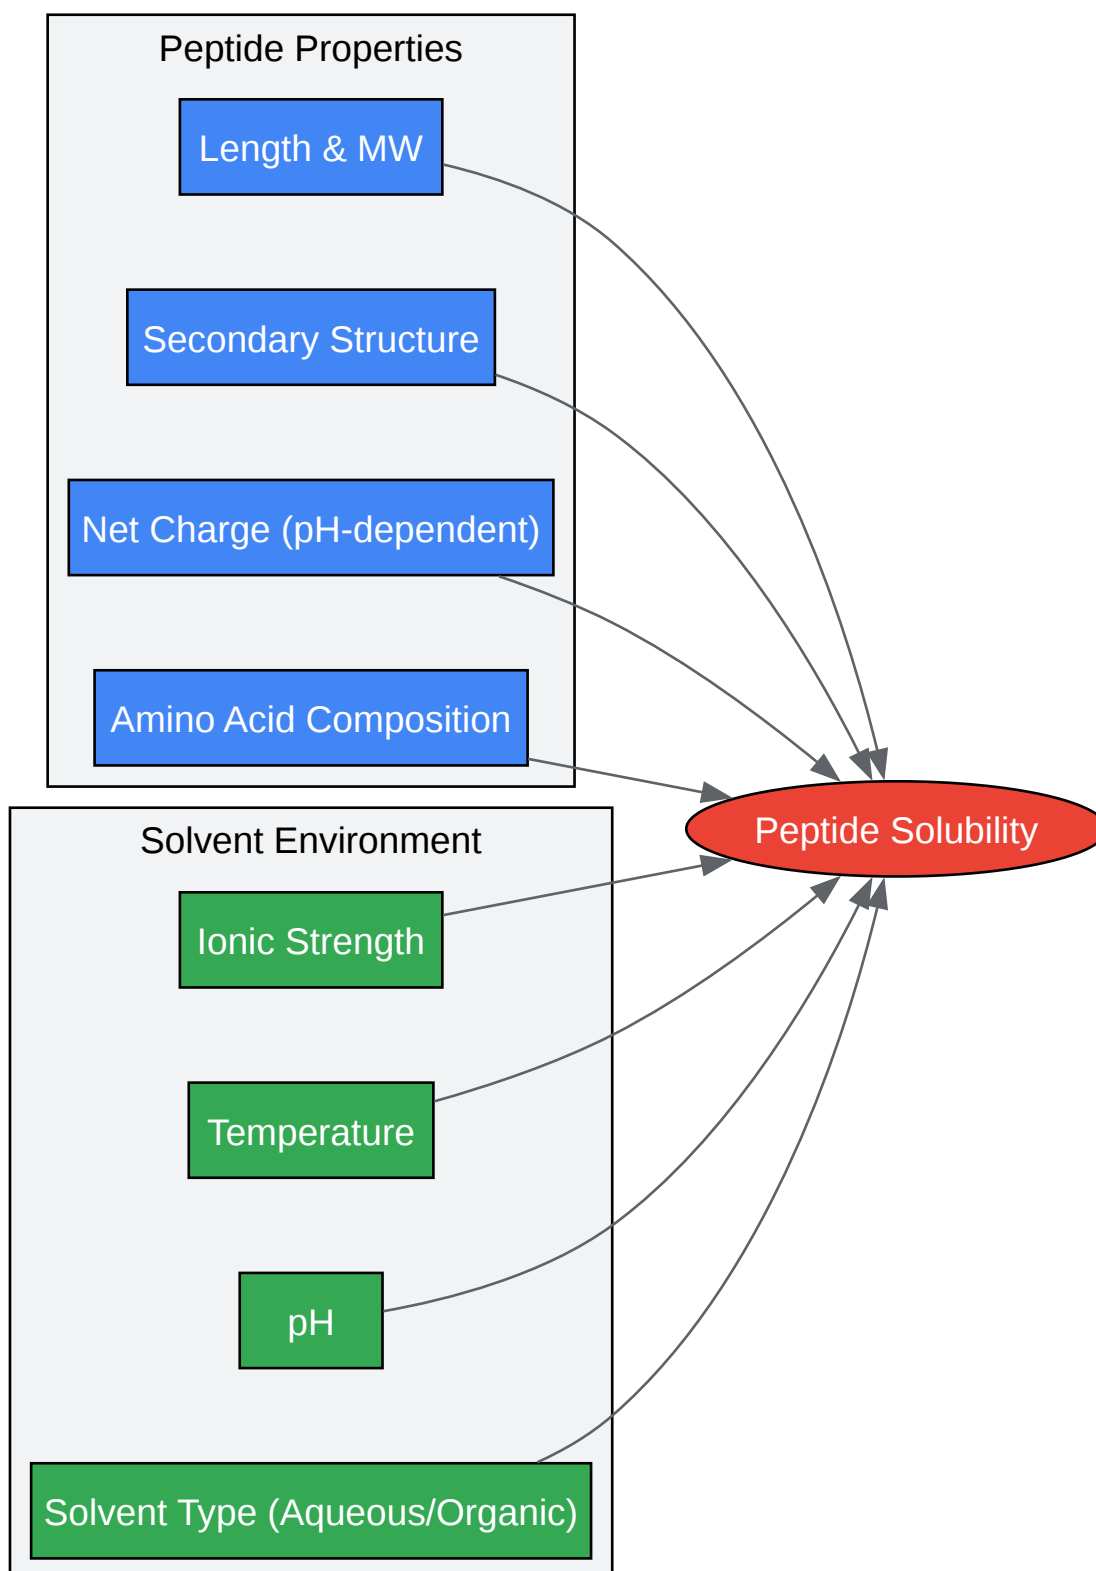 Peptide Properties
Length & MW
Secondary Structure
Net Charge (pH-dependent)
Amino Acid Composition
Peptide Solubility
Solvent Environment
Ionic Strength
Temperature
pH
Solvent Type (Aqueous/Organic)